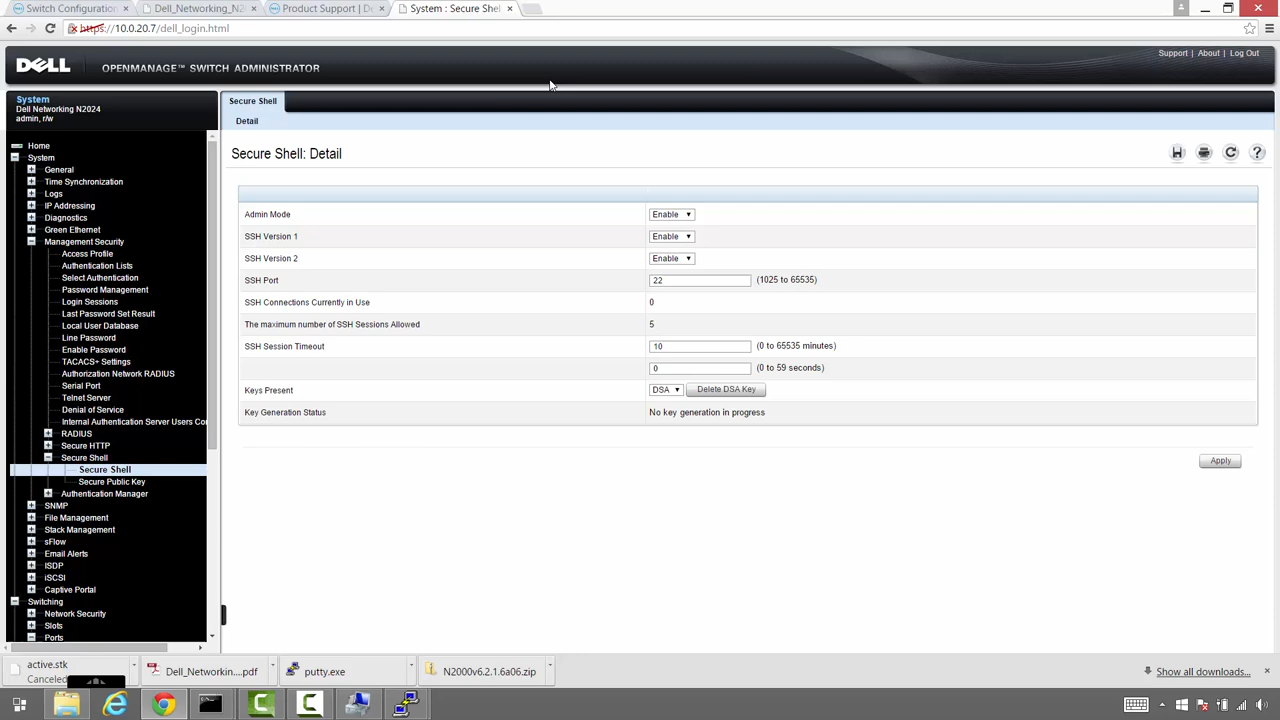 Switch Configuration
Dell_Networking_N2
Product Support | De
System : Secure Shel
https://10.0.20.7/dell_login.html
DELL
OPENMANAGE™ SWITCH ADMINISTRATOR
Support | About | Log Out
System
Dell Networking N2024
admin, r/w
Home
System
General
Time Synchronization
Logs
IP Addressing
Diagnostics
Green Ethernet
Management Security
Access Profile
Authentication Lists
Select Authentication
Password Management
Login Sessions
Last Password Set Result
Local User Database
Line Password
Enable Password
TACACS+ Settings
Authorization Network RADIUS
Serial Port
Telnet Server
Denial of Service
Internal Authentication Server Users Co
RADIUS
Secure HTTP
Secure Shell
Secure Shell
Secure Public Key
Authentication Manager
SNMP
File Management
Stack Management
sFlow
Email Alerts
ISDP
iSCSI
Captive Portal
Switching
Network Security
Slots
Ports
Secure Shell
Detail
Secure Shell: Detail
Admin Mode Enable
SSH Version 1 Enable
SSH Version 2 Enable
SSH Port 22 (1025 to 65535)
SSH Connections Currently in Use 0
The maximum number of SSH Sessions Allowed 5
SSH Session Timeout 10 (0 to 65535 minutes)
0 (0 to 59 seconds)
Keys Present DSA Delete DSA Key
Key Generation Status No key generation in progress
Apply
active.stk
Canceled
Dell_Networkin....pdf
putty.exe
N2000v6.2.1.6a06.zip
Show all downloads...